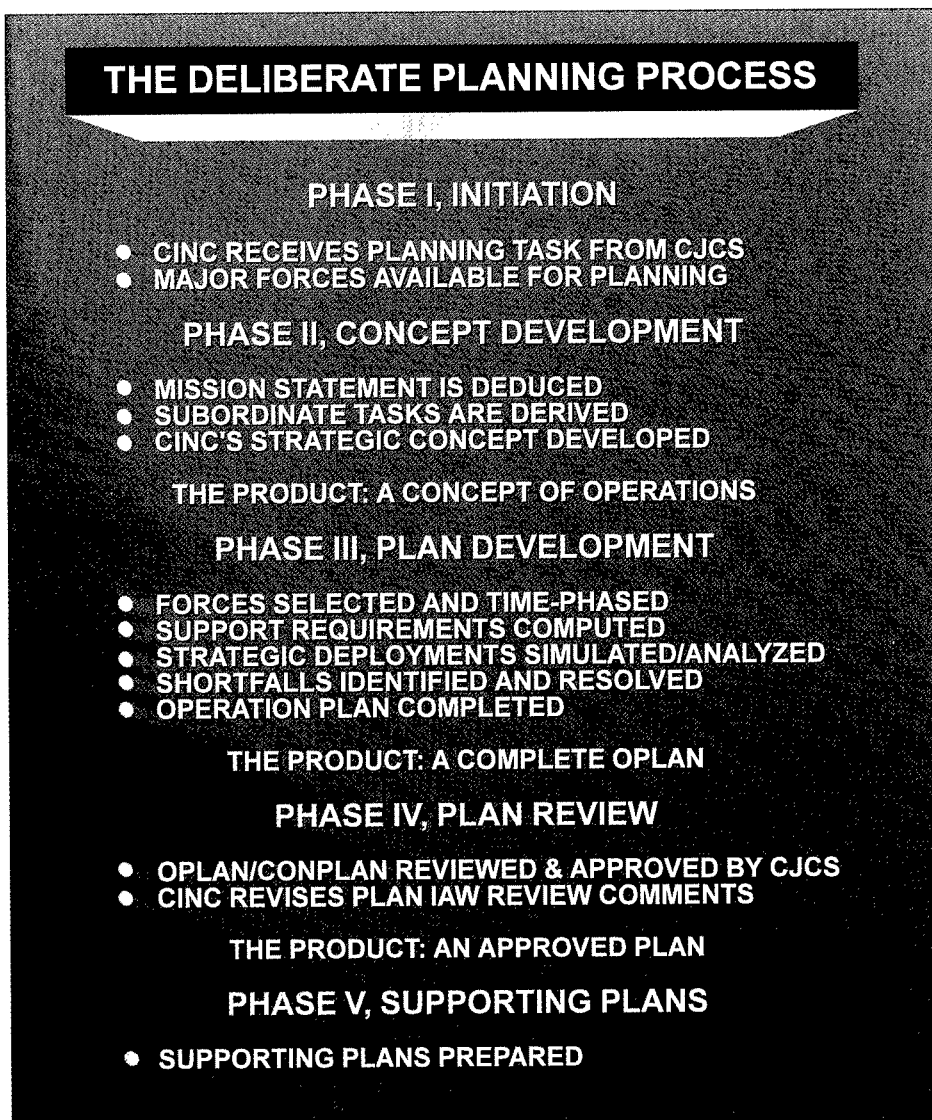 THE DELIBERATE PLANNING PROCESS
PHASE I, INITIATION
● CINC RECEIVES PLANNING TASK FROM CJCS
● MAJOR FORCES AVAILABLE FOR PLANNING
PHASE II, CONCEPT DEVELOPMENT
● MISSION STATEMENT IS DEDUCED
● SUBORDINATE TASKS ARE DERIVED
● CINC'S STRATEGIC CONCEPT DEVELOPED
THE PRODUCT: A CONCEPT OF OPERATIONS
PHASE III, PLAN DEVELOPMENT
● FORCES SELECTED AND TIME-PHASED
● SUPPORT REQUIREMENTS COMPUTED
● STRATEGIC DEPLOYMENTS SIMULATED/ANALYZED
● SHORTFALLS IDENTIFIED AND RESOLVED
● OPERATION PLAN COMPLETED
THE PRODUCT: A COMPLETE OPLAN
PHASE IV, PLAN REVIEW
● OPLAN/CONPLAN REVIEWED & APPROVED BY CJCS
● CINC REVISES PLAN IAW REVIEW COMMENTS
THE PRODUCT: AN APPROVED PLAN
PHASE V, SUPPORTING PLANS
● SUPPORTING PLANS PREPARED